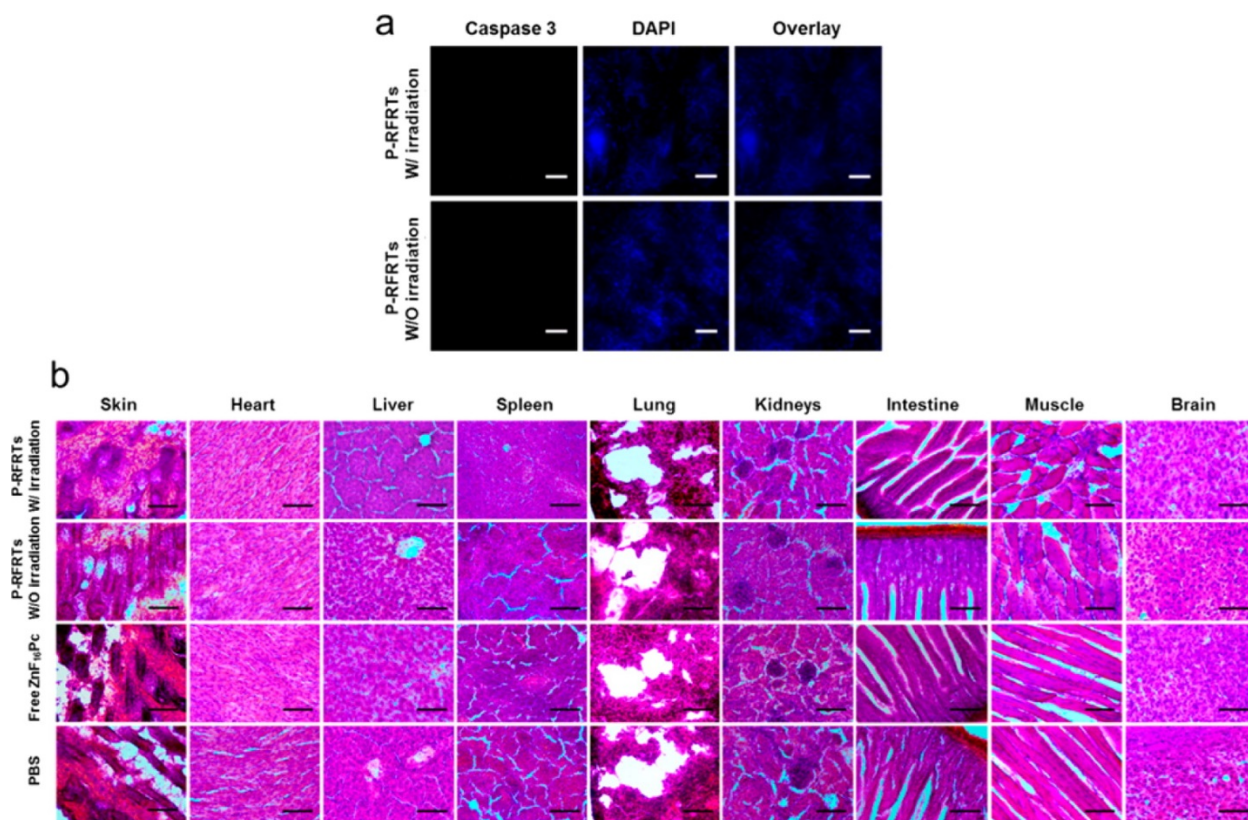 a
Caspase 3 DAPI Overlay
P-RFRTs
W/ irradiation
P-RFRTs
W/O irradiation
b
Skin Heart Liver Spleen Lung Kidneys Intestine Muscle Brain
P-RFRTs
W/ Irradiation
P-RFRTs
W/O Irradiation
Free ZnF₁₆Pc
PBS